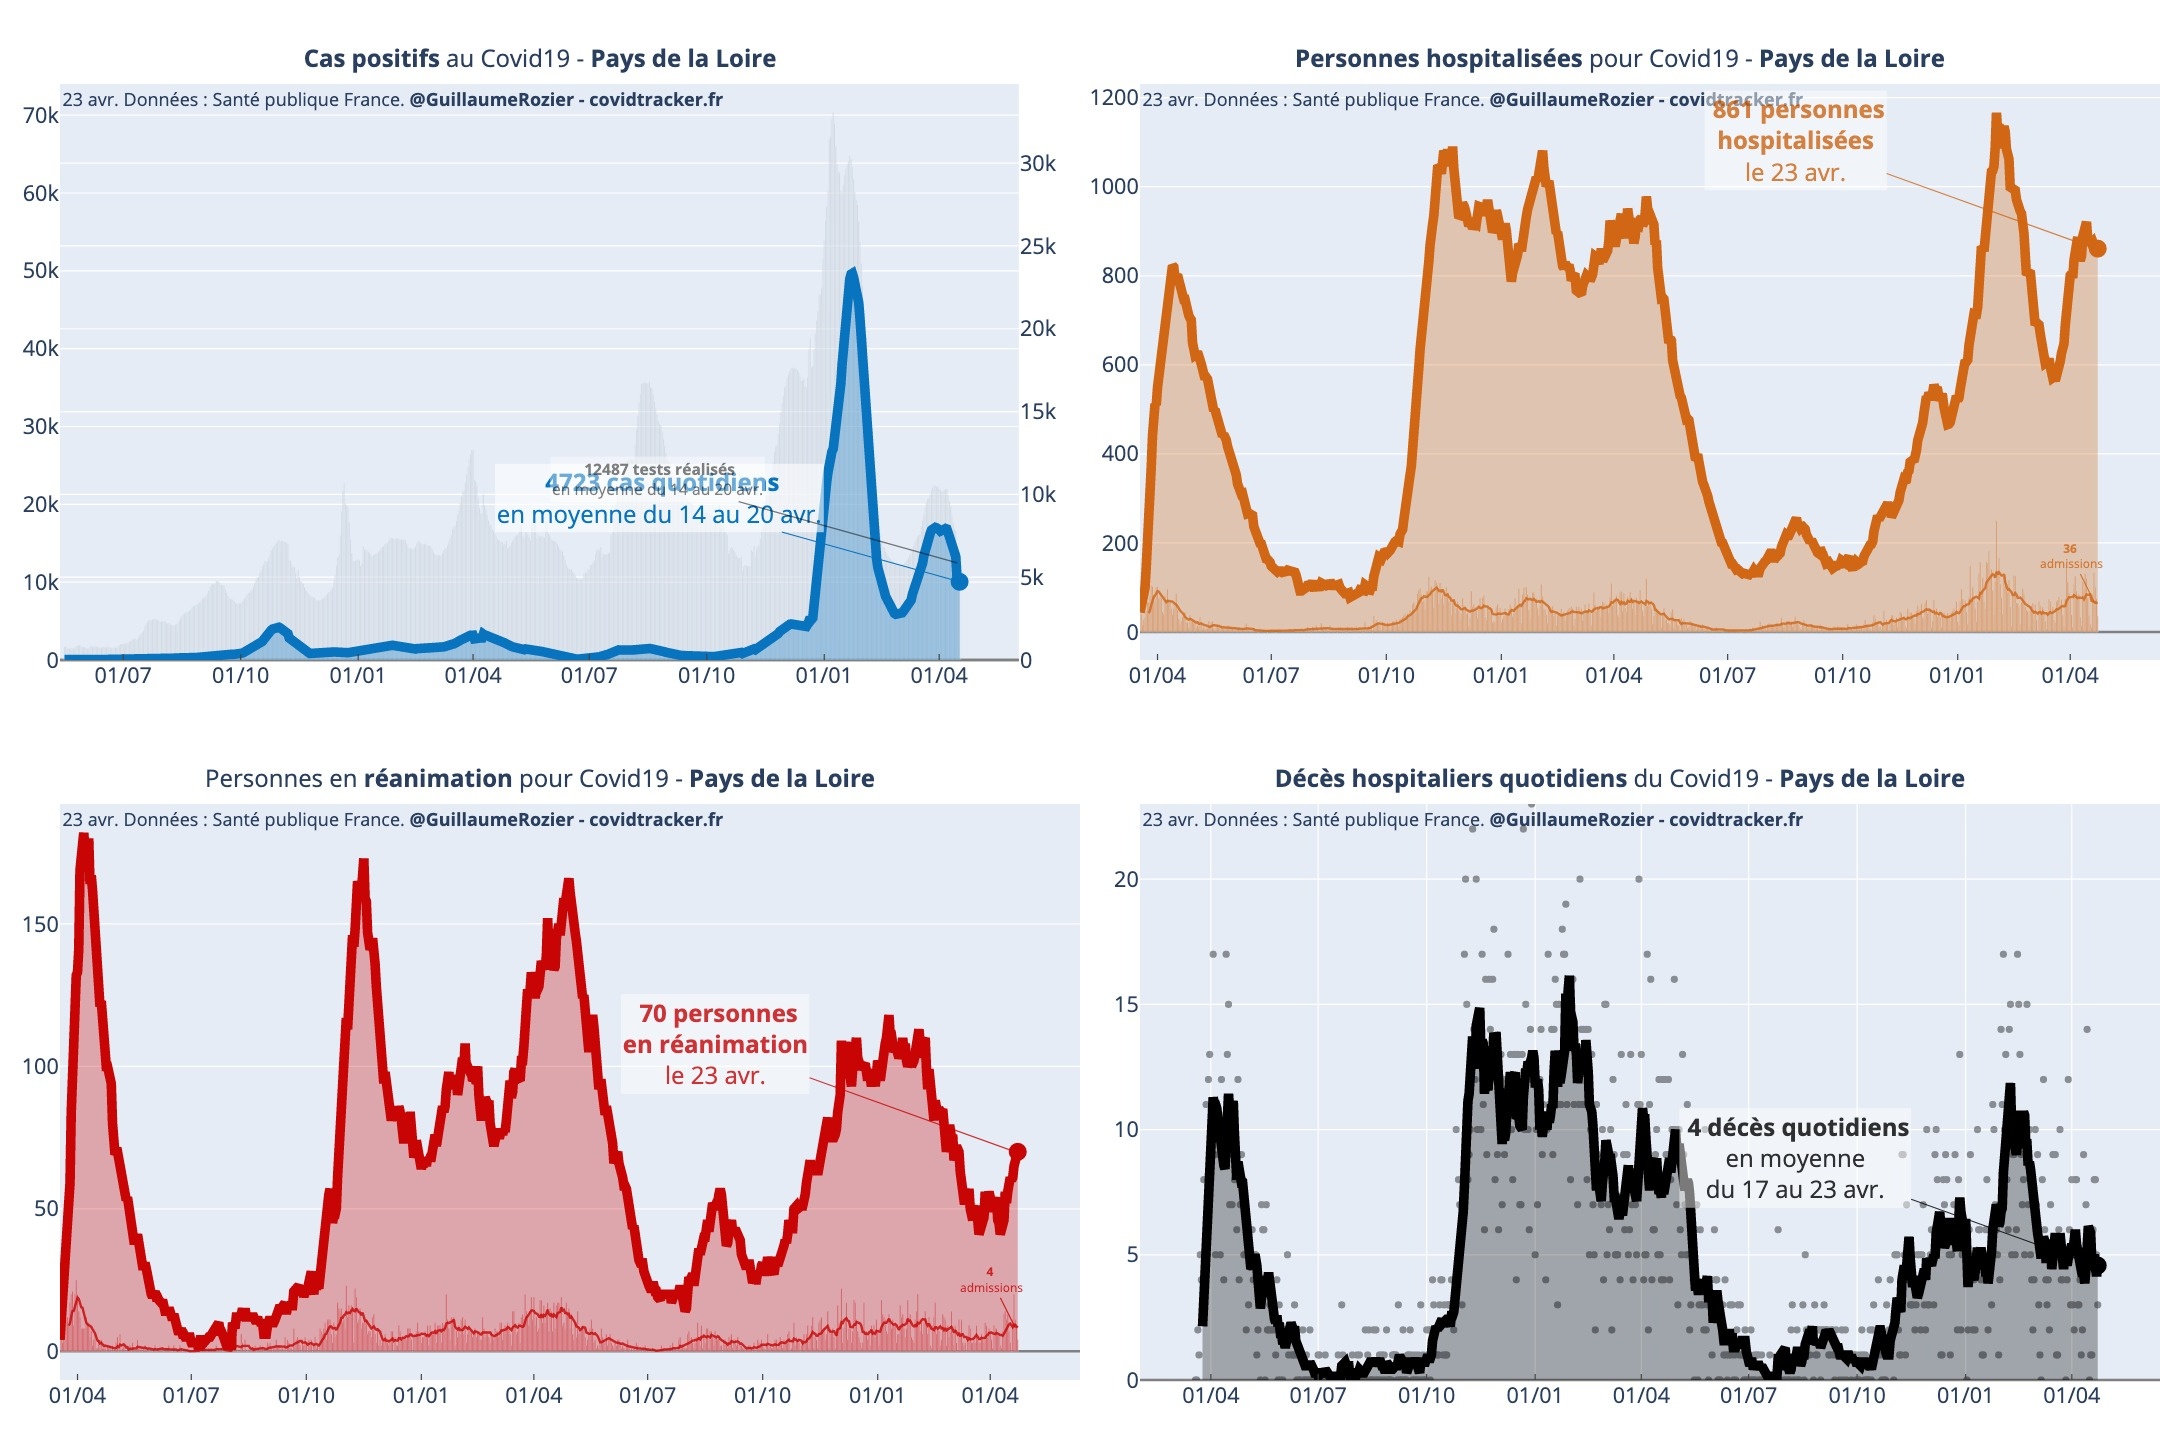 Cas positifs au Covid19 - Pays de la Loire
23 avr. Données : Santé publique France. @GuillaumeRozier - covidtracker.fr
70k
60k
50k
40k
30k
20k
10k
0
30k
25k
20k
15k
10k
5k
0
12487 tests réalisés
en moyenne du 14 au 20 avr.
4723 cas quotidiens
en moyenne du 14 au 20 avr.
01/07 01/10 01/01 01/04 01/07 01/10 01/01 01/04
Personnes hospitalisées pour Covid19 - Pays de la Loire
23 avr. Données : Santé publique France. @GuillaumeRozier - covidtracker.fr
1200
1000
800
600
400
200
0
861 personnes
hospitalisées
le 23 avr.
36
admissions
01/04 01/07 01/10 01/01 01/04 01/07 01/10 01/01 01/04
Personnes en réanimation pour Covid19 - Pays de la Loire
23 avr. Données : Santé publique France. @GuillaumeRozier - covidtracker.fr
150
100
50
0
70 personnes
en réanimation
le 23 avr.
4
admissions
01/04 01/07 01/10 01/01 01/04 01/07 01/10 01/01 01/04
Décès hospitaliers quotidiens du Covid19 - Pays de la Loire
23 avr. Données : Santé publique France. @GuillaumeRozier - covidtracker.fr
20
15
10
5
0
4 décès quotidiens
en moyenne
du 17 au 23 avr.
01/04 01/07 01/10 01/01 01/04 01/07 01/10 01/01 01/04